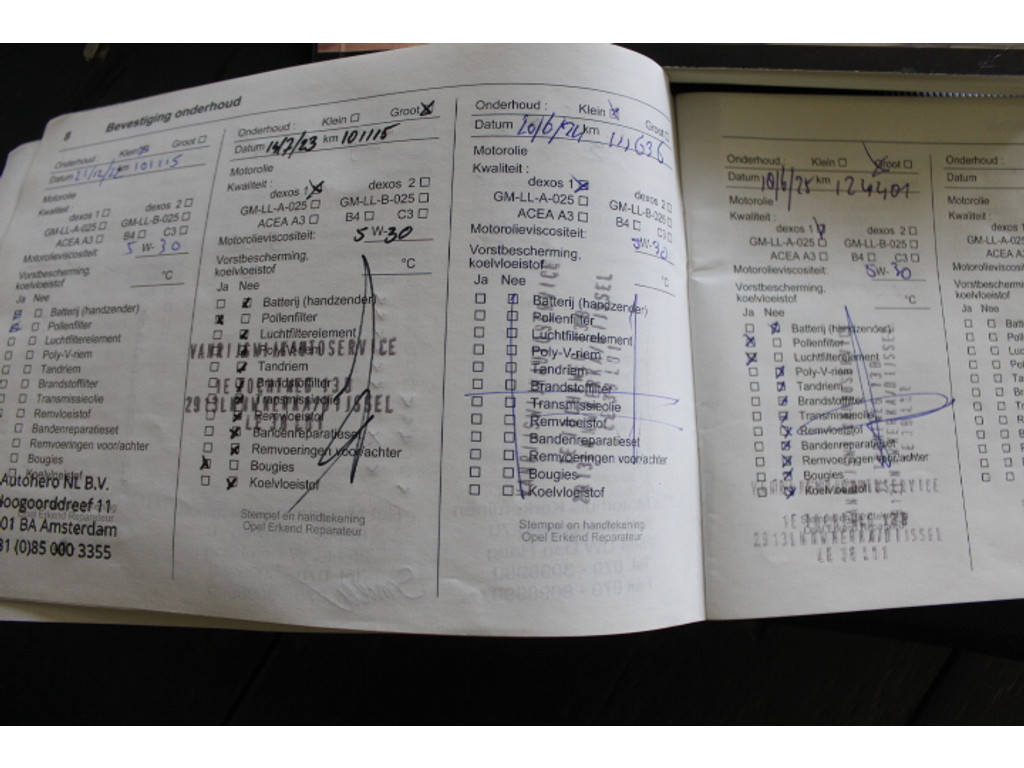 8 Bevestiging onderhoud
Onderhoud : Klein Groot
Datum 21/12/22 km 101115
Motorolie
Kwaliteit :
dexos 1 dexos 2
GM-LL-A-025 GM-LL-B-025
ACEA A3 B4 C3
Motorolieviscositeit: 5 W-30
Vorstbescherming,
koelvloeistof °C
Ja Nee
Batterij (handzender)
Pollenfilter
Luchtfilterelement
Poly-V-riem
Tandriem
Brandstoffilter
Transmissieolie
Remvloeistof
Bandenreparatieset
Remvoeringen voor/achter
Bougies
Koelvloeistof
Autohero NL B.V.
Hoogoorddreef 11
01 BA Amsterdam
31 (0)85 000 3355
Onderhoud : Klein Groot
Datum 14/7/23 km 101115
Motorolie
Kwaliteit :
dexos 1 dexos 2
GM-LL-A-025 GM-LL-B-025
ACEA A3 B4 C3
Motorolieviscositeit: 5 W-30
Vorstbescherming,
koelvloeistof °C
Ja Nee
Batterij (handzender)
Pollenfilter
Luchtfilterelement
Poly-V-riem
Tandriem
Brandstoffilter
Transmissieolie
Remvloeistof
Bandenreparatieset
Remvoeringen voor/achter
Bougies
Koelvloeistof
Stempel en handtekening
Opel Erkend Reparateur
Onderhoud : Klein Groot
Datum 20/6/24 km 111636
Motorolie
Kwaliteit :
dexos 1 dexos 2
GM-LL-A-025 GM-LL-B-025
ACEA A3 B4 C3
Motorolieviscositeit: 5W-30
Vorstbescherming,
koelvloeistof °C
Ja Nee
Batterij (handzender)
Pollenfilter
Luchtfilterelement
Poly-V-riem
Tandriem
Brandstoffilter
Transmissieolie
Remvloeistof
Bandenreparatieset
Remvoeringen voor/achter
Bougies
Koelvloeistof
Stempel en handtekening
Opel Erkend Reparateur
Onderhoud : Klein Groot
Datum 10/6/25 km 124401
Motorolie
Kwaliteit :
dexos 1 dexos 2
GM-LL-A-025 GM-LL-B-025
ACEA A3 B4 C3
Motorolieviscositeit: 5W-30
Vorstbescherming,
koelvloeistof °C
Ja Nee
Batterij (handzender)
Pollenfilter
Luchtfilterelement
Poly-V-riem
Tandriem
Brandstoffilter
Transmissieolie
Remvloeistof
Bandenreparatieset
Remvoeringen voor/achter
Bougies
Koelvloeistof
Onderhoud :
Datum
Motorolie
Kwaliteit :